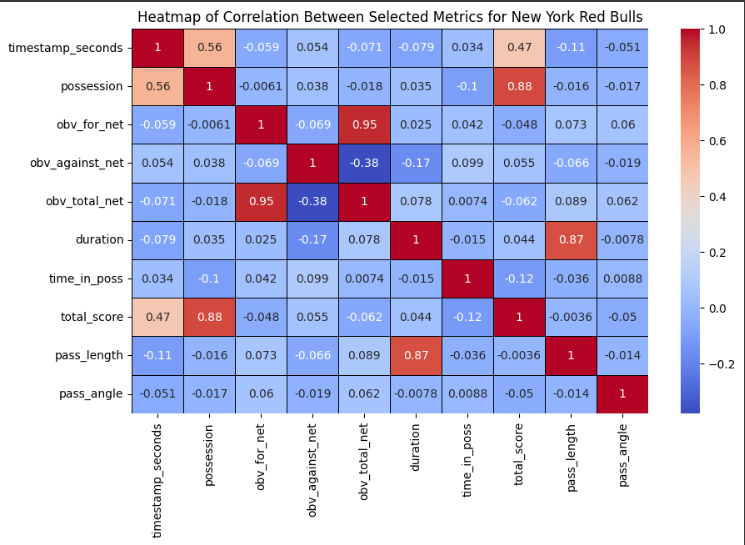 Heatmap of Correlation Between Selected Metrics for New York Red Bulls
timestamp_seconds 1 0.56 -0.059 0.054 -0.071 -0.079 0.034 0.47 -0.11 -0.051
possession 0.56 1 -0.0061 0.038 -0.018 0.035 -0.1 0.88 -0.016 -0.017
obv_for_net -0.059 -0.0061 1 -0.069 0.95 0.025 0.042 -0.048 0.073 0.06
obv_against_net 0.054 0.038 -0.069 1 -0.38 -0.17 0.099 0.055 -0.066 -0.019
obv_total_net -0.071 -0.018 0.95 -0.38 1 0.078 0.0074 -0.062 0.089 0.062
duration -0.079 0.035 0.025 -0.17 0.078 1 -0.015 0.044 0.87 -0.0078
time_in_poss 0.034 -0.1 0.042 0.099 0.0074 -0.015 1 -0.12 -0.036 0.0088
total_score 0.47 0.88 -0.048 0.055 -0.062 0.044 -0.12 1 -0.0036 -0.05
pass_length -0.11 -0.016 0.073 -0.066 0.089 0.87 -0.036 -0.0036 1 -0.014
pass_angle -0.051 -0.017 0.06 -0.019 0.062 -0.0078 0.0088 -0.05 -0.014 1
timestamp_seconds
possession
obv_for_net
obv_against_net
obv_total_net
duration
time_in_poss
total_score
pass_length
pass_angle
1.0
0.8
0.6
0.4
0.2
0.0
−0.2